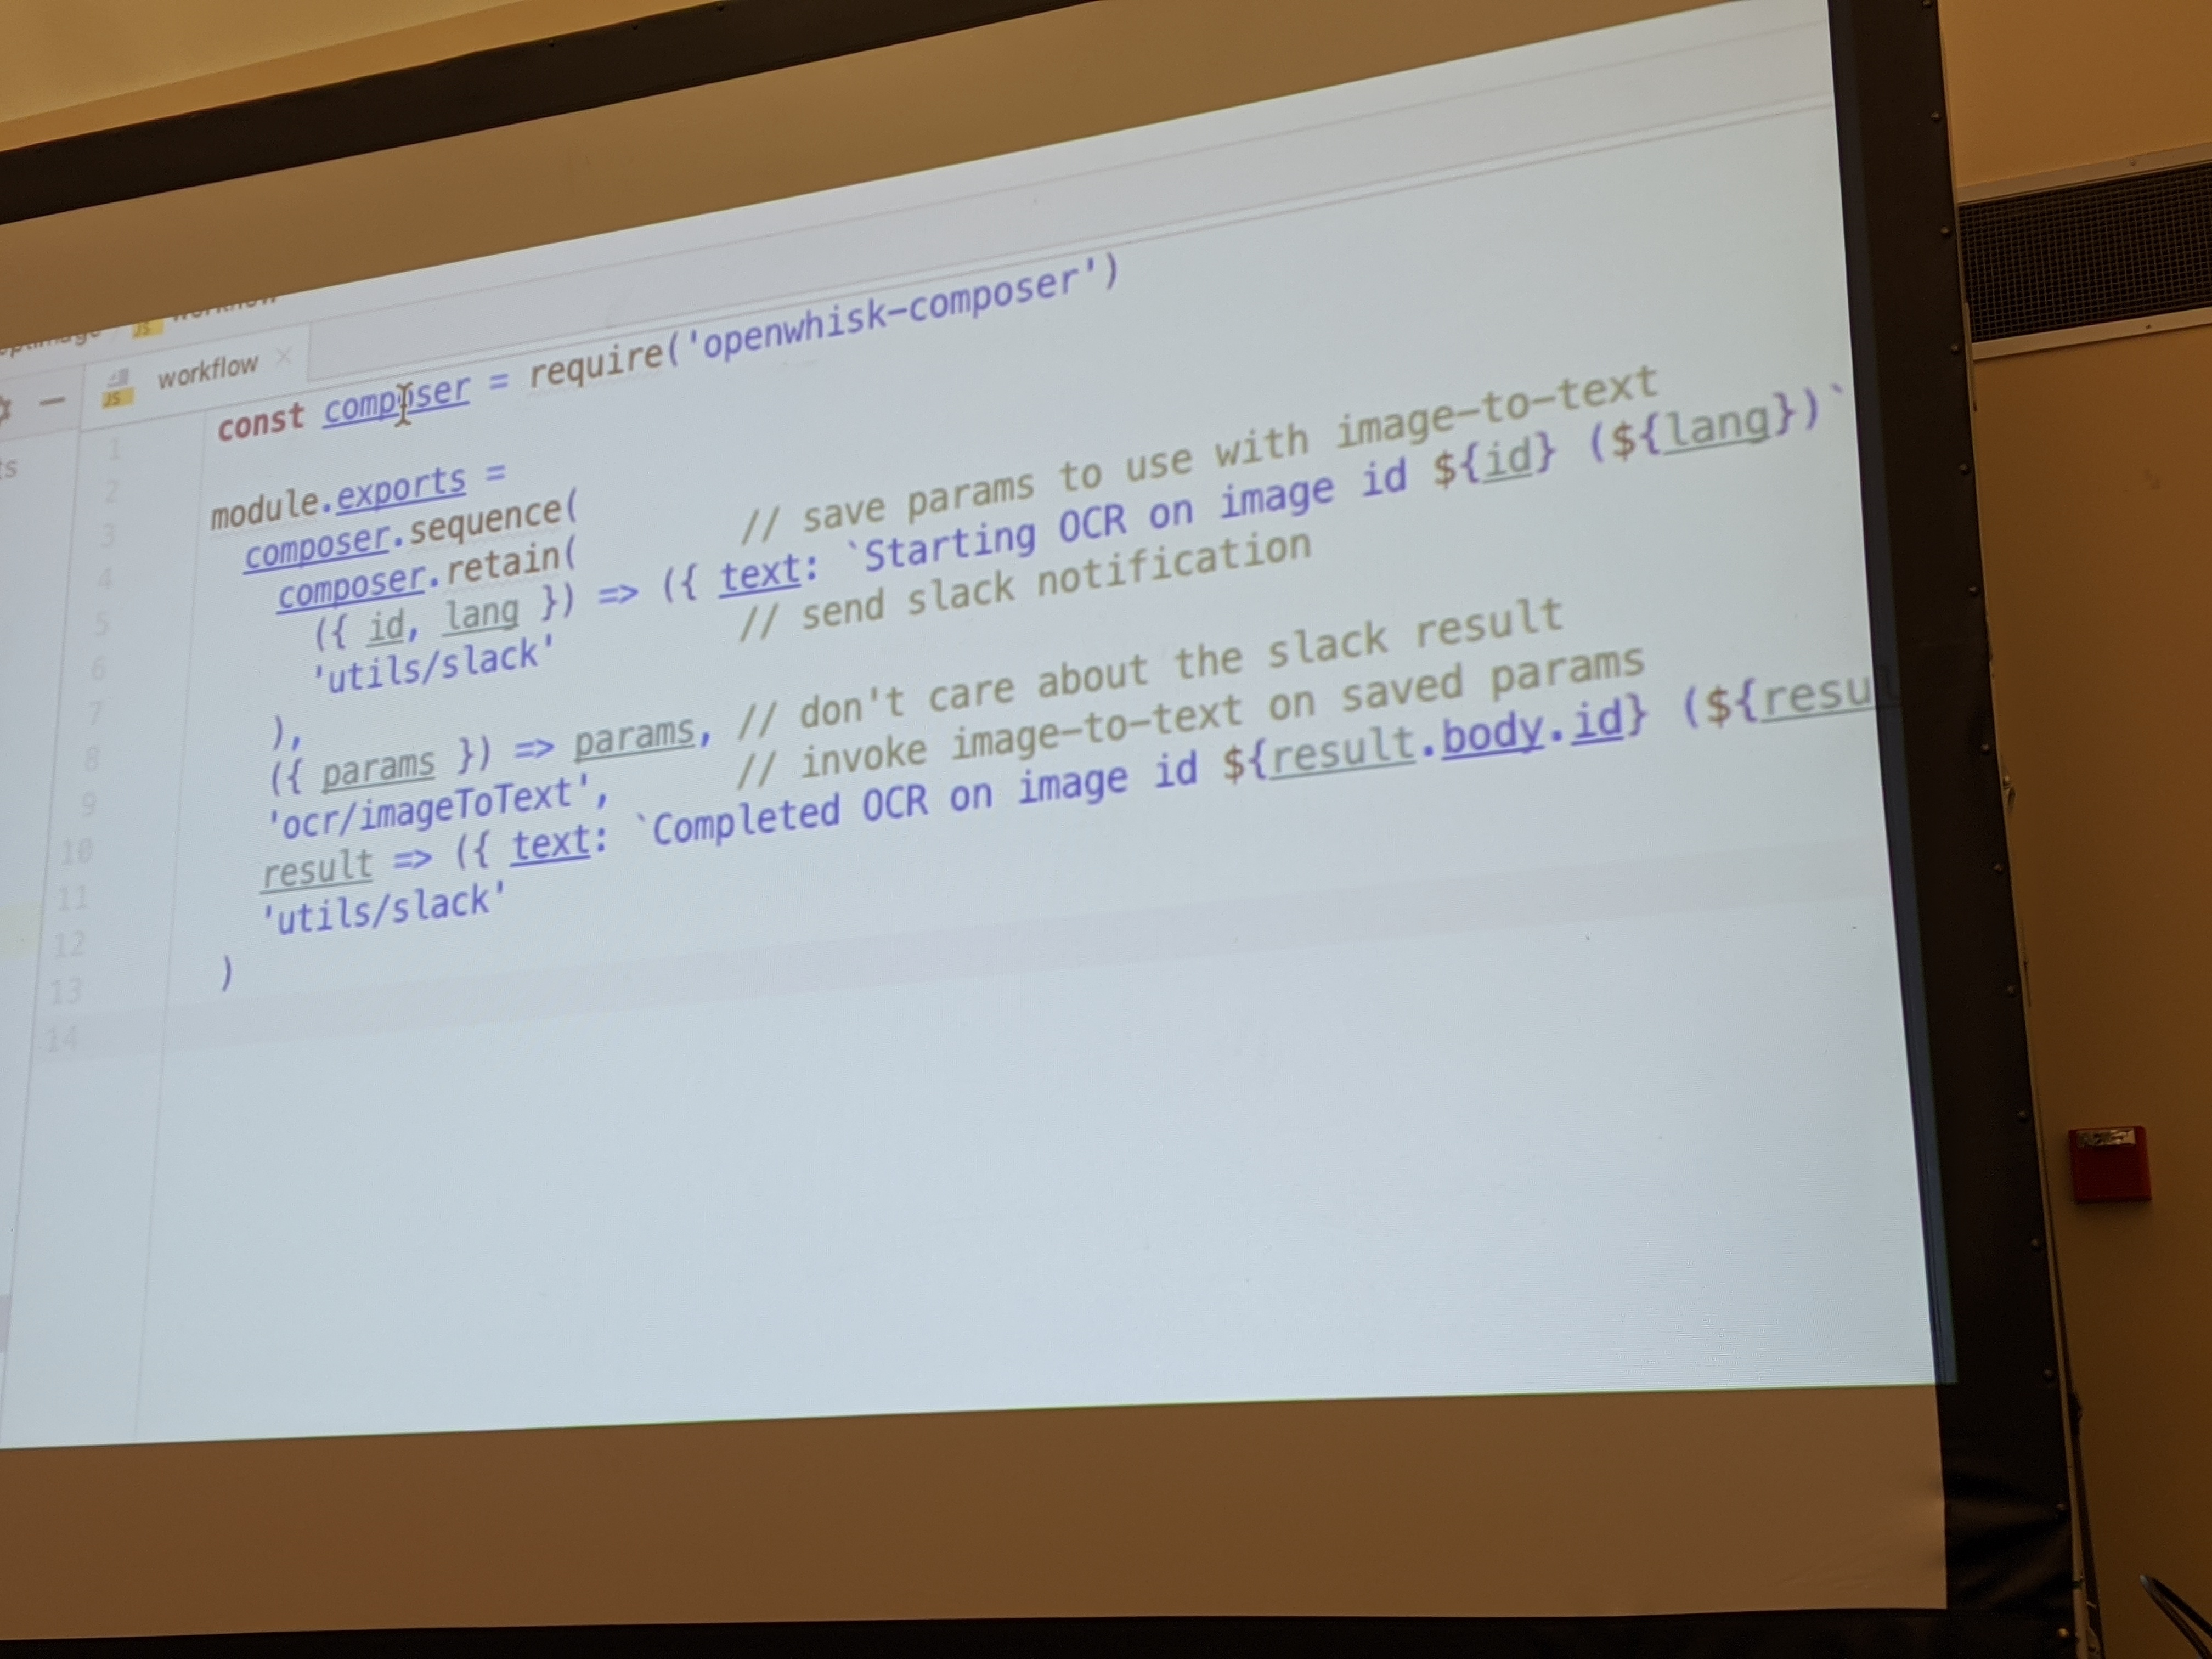 JS
workflow
JS
1 const composer = require('openwhisk-composer')
2
3 module.exports =
4 composer.sequence(
5 composer.retain( // save params to use with image-to-text
6 ({ id, lang }) => ({ text: `Starting OCR on image id ${id} (${lang})`
7 'utils/slack' // send slack notification
8 ),
9 ({ params }) => params, // don't care about the slack result
10 'ocr/imageToText', // invoke image-to-text on saved params
11 result => ({ text: `Completed OCR on image id ${result.body.id} (${resu
12 'utils/slack'
13 )
14